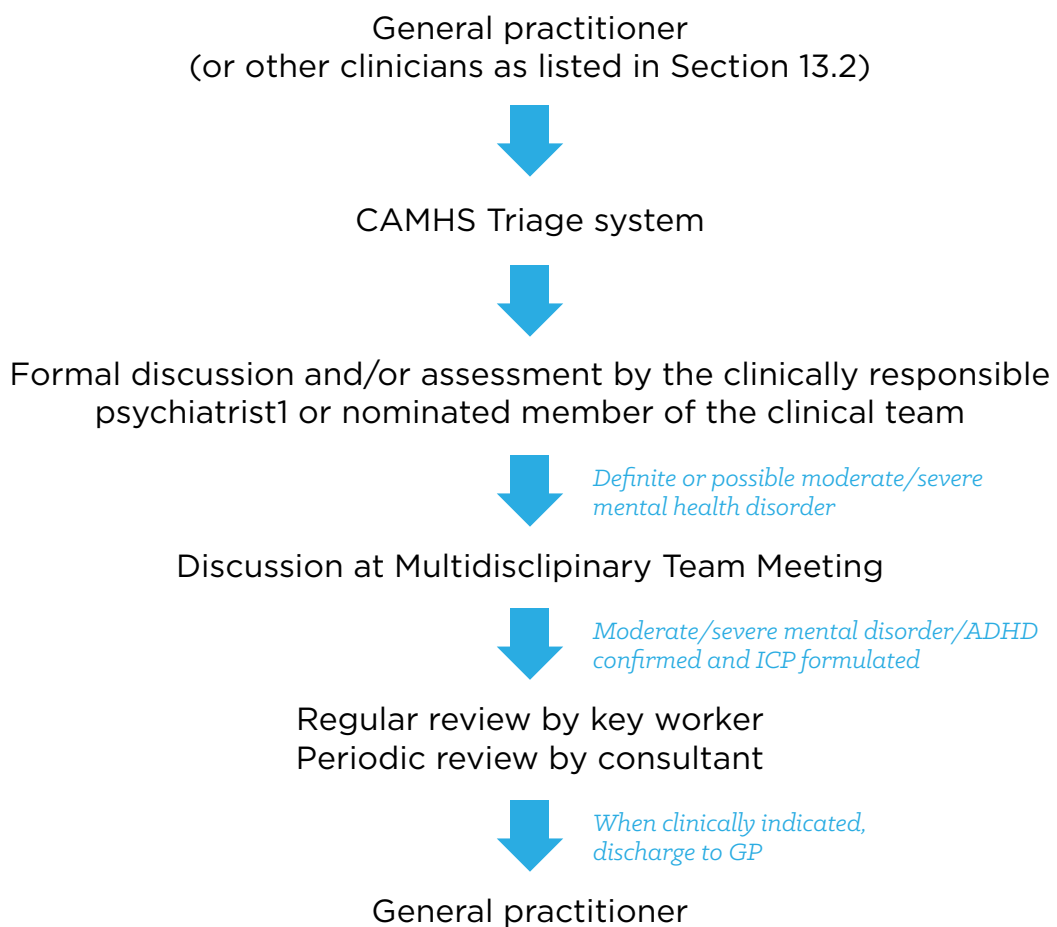 General practitioner
(or other clinicians as listed in Section 13.2)
CAMHS Triage system
Formal discussion and/or assessment by the clinically responsible
psychiatrist1 or nominated member of the clinical team
Definite or possible moderate/severe
mental health disorder
Discussion at Multidisclipinary Team Meeting
Moderate/severe mental disorder/ADHD
confirmed and ICP formulated
Regular review by key worker
Periodic review by consultant
When clinically indicated,
discharge to GP
General practitioner